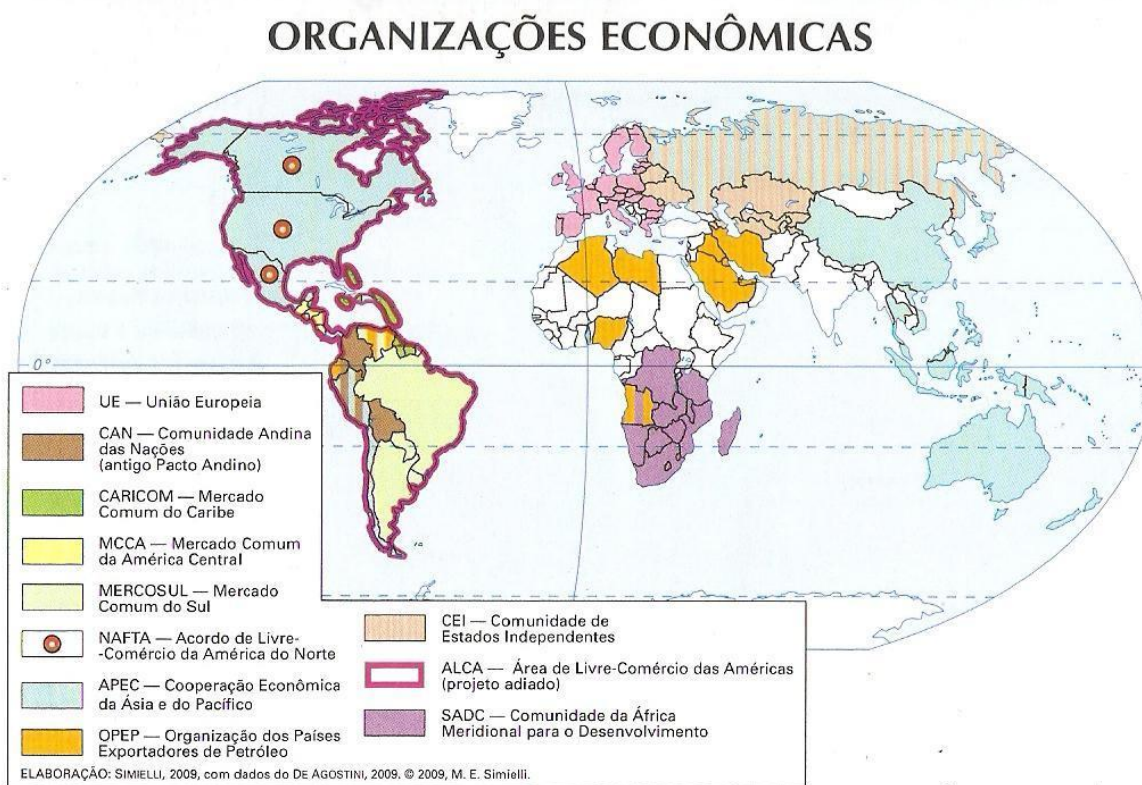 ORGANIZAÇÕES ECONÔMICAS
0°
UE — União Europeia
CAN — Comunidade Andina
das Nações
(antigo Pacto Andino)
CARICOM — Mercado
Comum do Caribe
MCCA — Mercado Comum
da América Central
MERCOSUL — Mercado
Comum do Sul
NAFTA — Acordo de Livre-
-Comércio da América do Norte
APEC — Cooperação Econômica
da Ásia e do Pacífico
OPEP — Organização dos Países
Exportadores de Petróleo
CEI — Comunidade de
Estados Independentes
ALCA — Área de Livre-Comércio das Américas
(projeto adiado)
SADC — Comunidade da África
Meridional para o Desenvolvimento
ELABORAÇÃO: SIMIELLI, 2009, com dados do DE AGOSTINI, 2009. © 2009, M. E. Simielli.